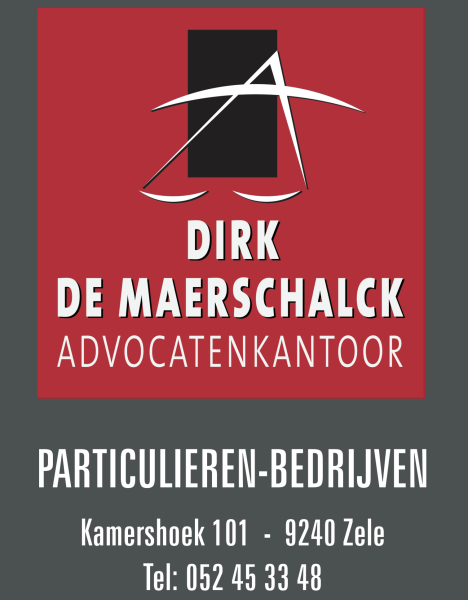 DIRK
DE MAERSCHALCK
ADVOCATENKANTOOR
PARTICULIEREN-BEDRIJVEN
Kamershoek 101 - 9240 Zele
Tel: 052 45 33 48